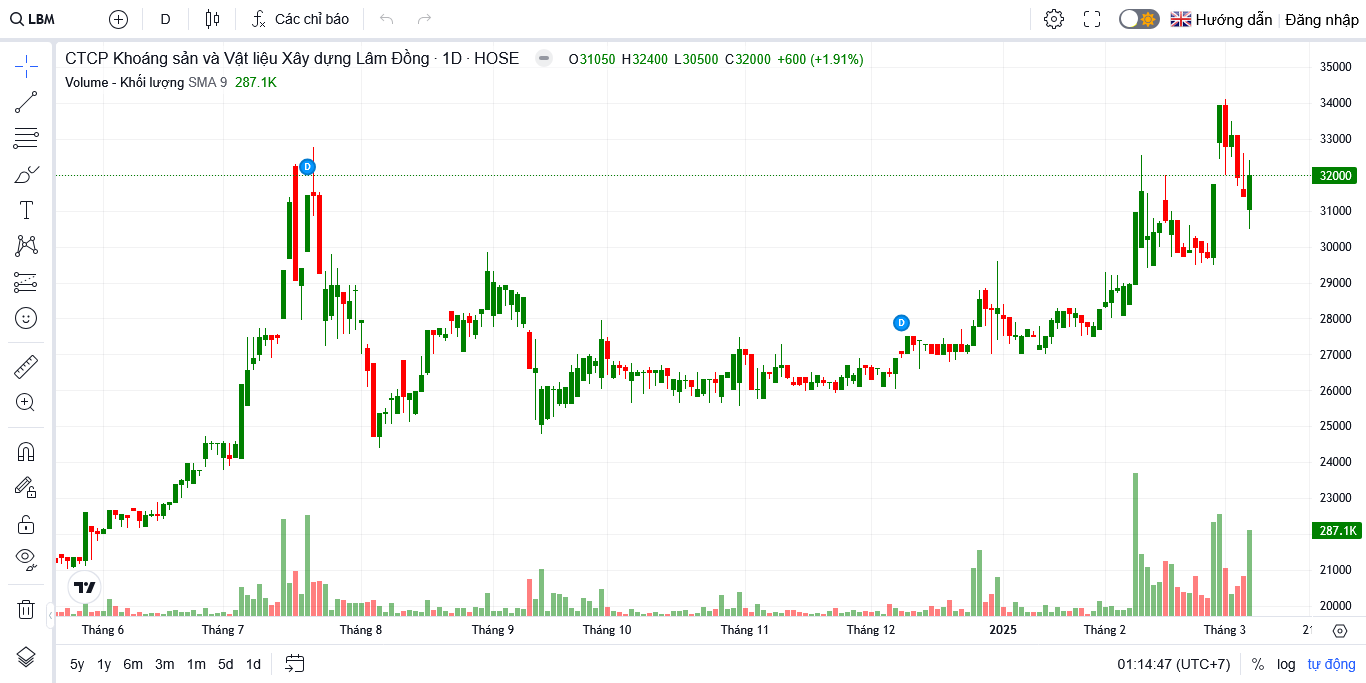 LBM D Các chỉ báo Hướng dẫn Đăng nhập
CTCP Khoáng sản và Vật liệu Xây dựng Lâm Đồng · 1D · HOSE O31050 H32400 L30500 C32000 +600 (+1.91%)
Volume - Khối lượng SMA 9 287.1K
35000
34000
33000
D
32000
31000
30000
29000
28000
D
27000
26000
25000
24000
23000
287.1K
21000
20000
Tháng 6 Tháng 7 Tháng 8 Tháng 9 Tháng 10 Tháng 11 Tháng 12 2025 Tháng 2 Tháng 3 21
5y 1y 6m 3m 1m 5d 1d 01:14:47 (UTC+7) % log tự động